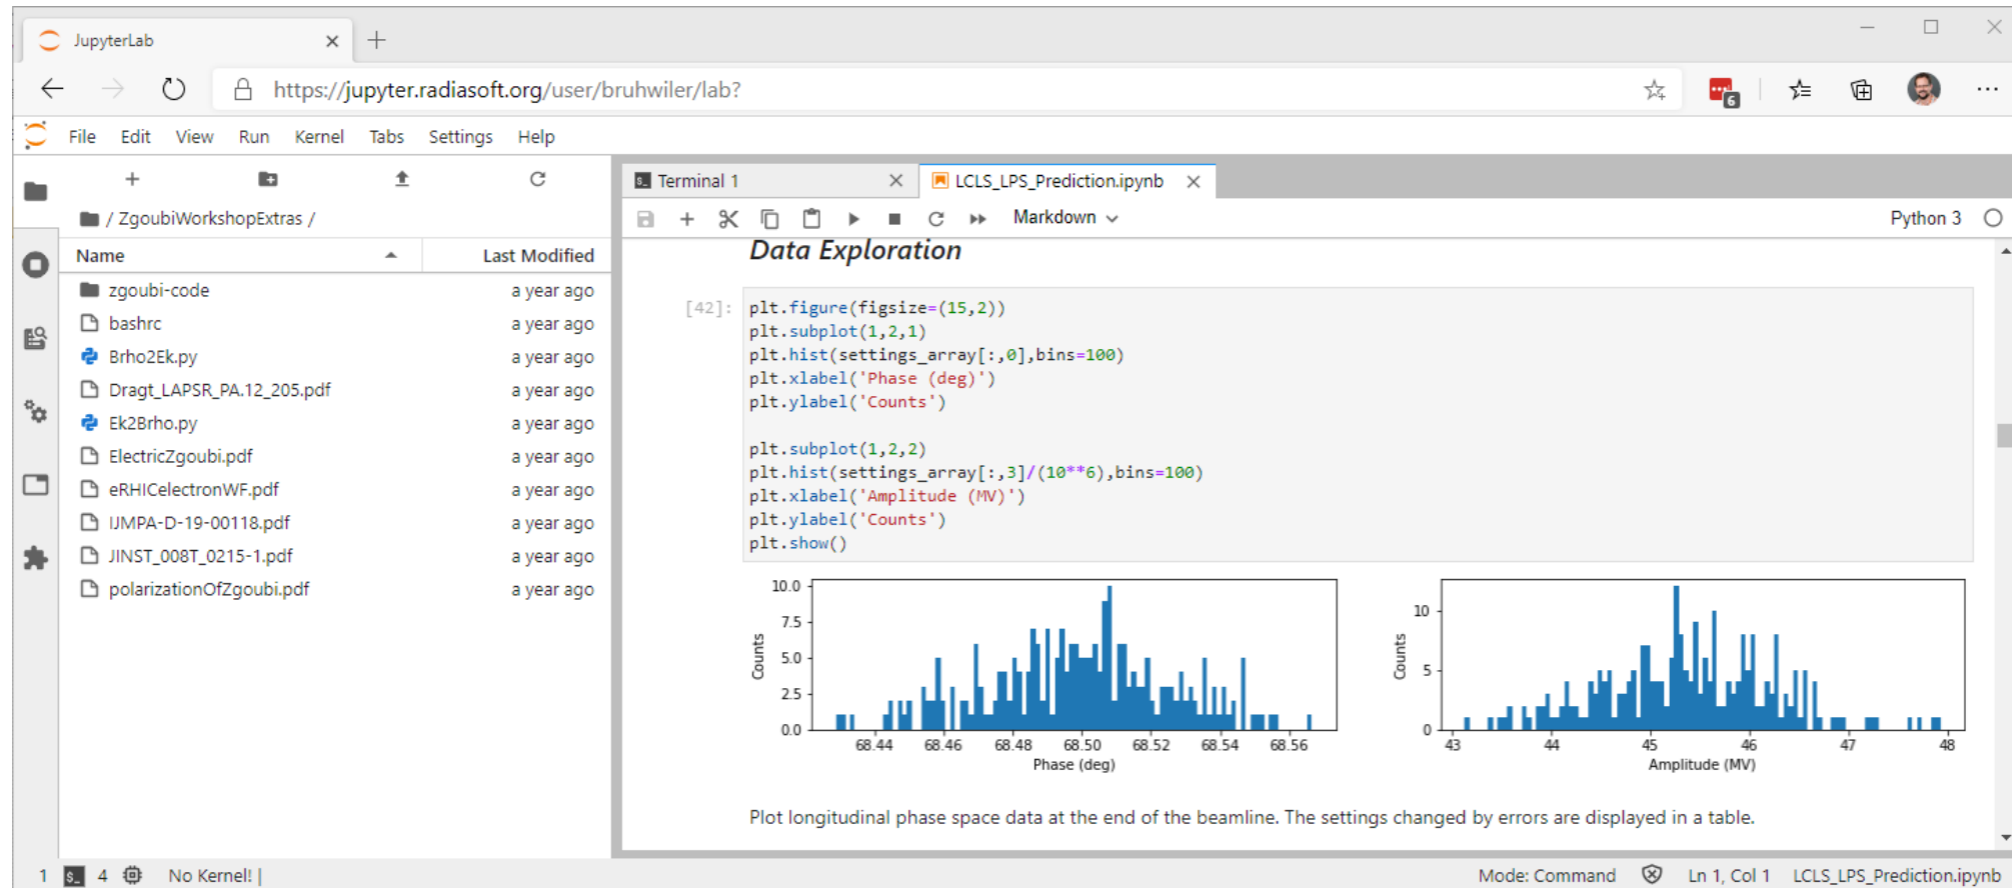 JupyterLab
https://jupyter.radiasoft.org/user/bruhwiler/lab?
6
File Edit View Run Kernel Tabs Settings Help
/ ZgoubiWorkshopExtras /
Name Last Modified
zgoubi-code a year ago
bashrc a year ago
Brho2Ek.py a year ago
Dragt_LAPSR_PA.12_205.pdf a year ago
Ek2Brho.py a year ago
ElectricZgoubi.pdf a year ago
eRHICelectronWF.pdf a year ago
IJMPA-D-19-00118.pdf a year ago
JINST_008T_0215-1.pdf a year ago
polarizationOfZgoubi.pdf a year ago
$_ Terminal 1 LCLS_LPS_Prediction.ipynb
Markdown Python 3
Data Exploration
[42]: plt.figure(figsize=(15,2))
plt.subplot(1,2,1)
plt.hist(settings_array[:,0],bins=100)
plt.xlabel('Phase (deg)')
plt.ylabel('Counts')
plt.subplot(1,2,2)
plt.hist(settings_array[:,3]/(10**6),bins=100)
plt.xlabel('Amplitude (MV)')
plt.ylabel('Counts')
plt.show()
10.0
7.5
5.0
2.5
0.0
Counts
68.44 68.46 68.48 68.50 68.52 68.54 68.56
Phase (deg)
10
5
0
Counts
43 44 45 46 47 48
Amplitude (MV)
Plot longitudinal phase space data at the end of the beamline. The settings changed by errors are displayed in a table.
1 $_ 4 No Kernel! | Mode: Command Ln 1, Col 1 LCLS_LPS_Prediction.ipynb